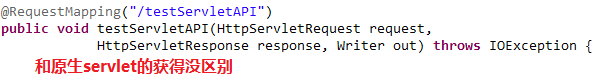 @RequestMapping("/testServletAPI")
public void testServletAPI(HttpServletRequest request,
HttpServletResponse response, Writer out) throws IOException {
和原生servlet的获得没区别